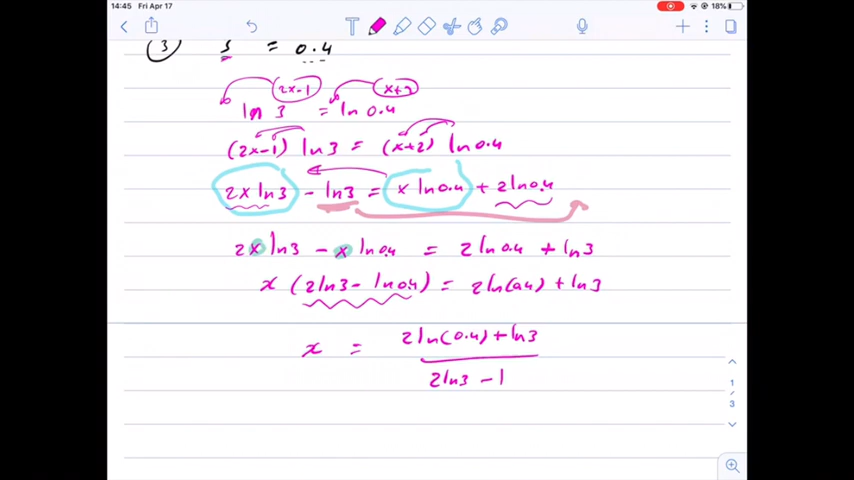 14:45 Fri Apr 17 18%
③ 3 = 0.4
ln 3^(2x-1) = ln 0.4^(x+2)
(2x-1) ln3 = (x+2) ln0.4
2x ln3 - ln3 = x ln0.4 + 2ln0.4
2x ln3 - x ln0.4 = 2ln0.4 + ln3
x (2ln3 - ln0.4) = 2ln(0.4) + ln3
x = 2ln(0.4) + ln3
2ln3 - 1
1
/
3